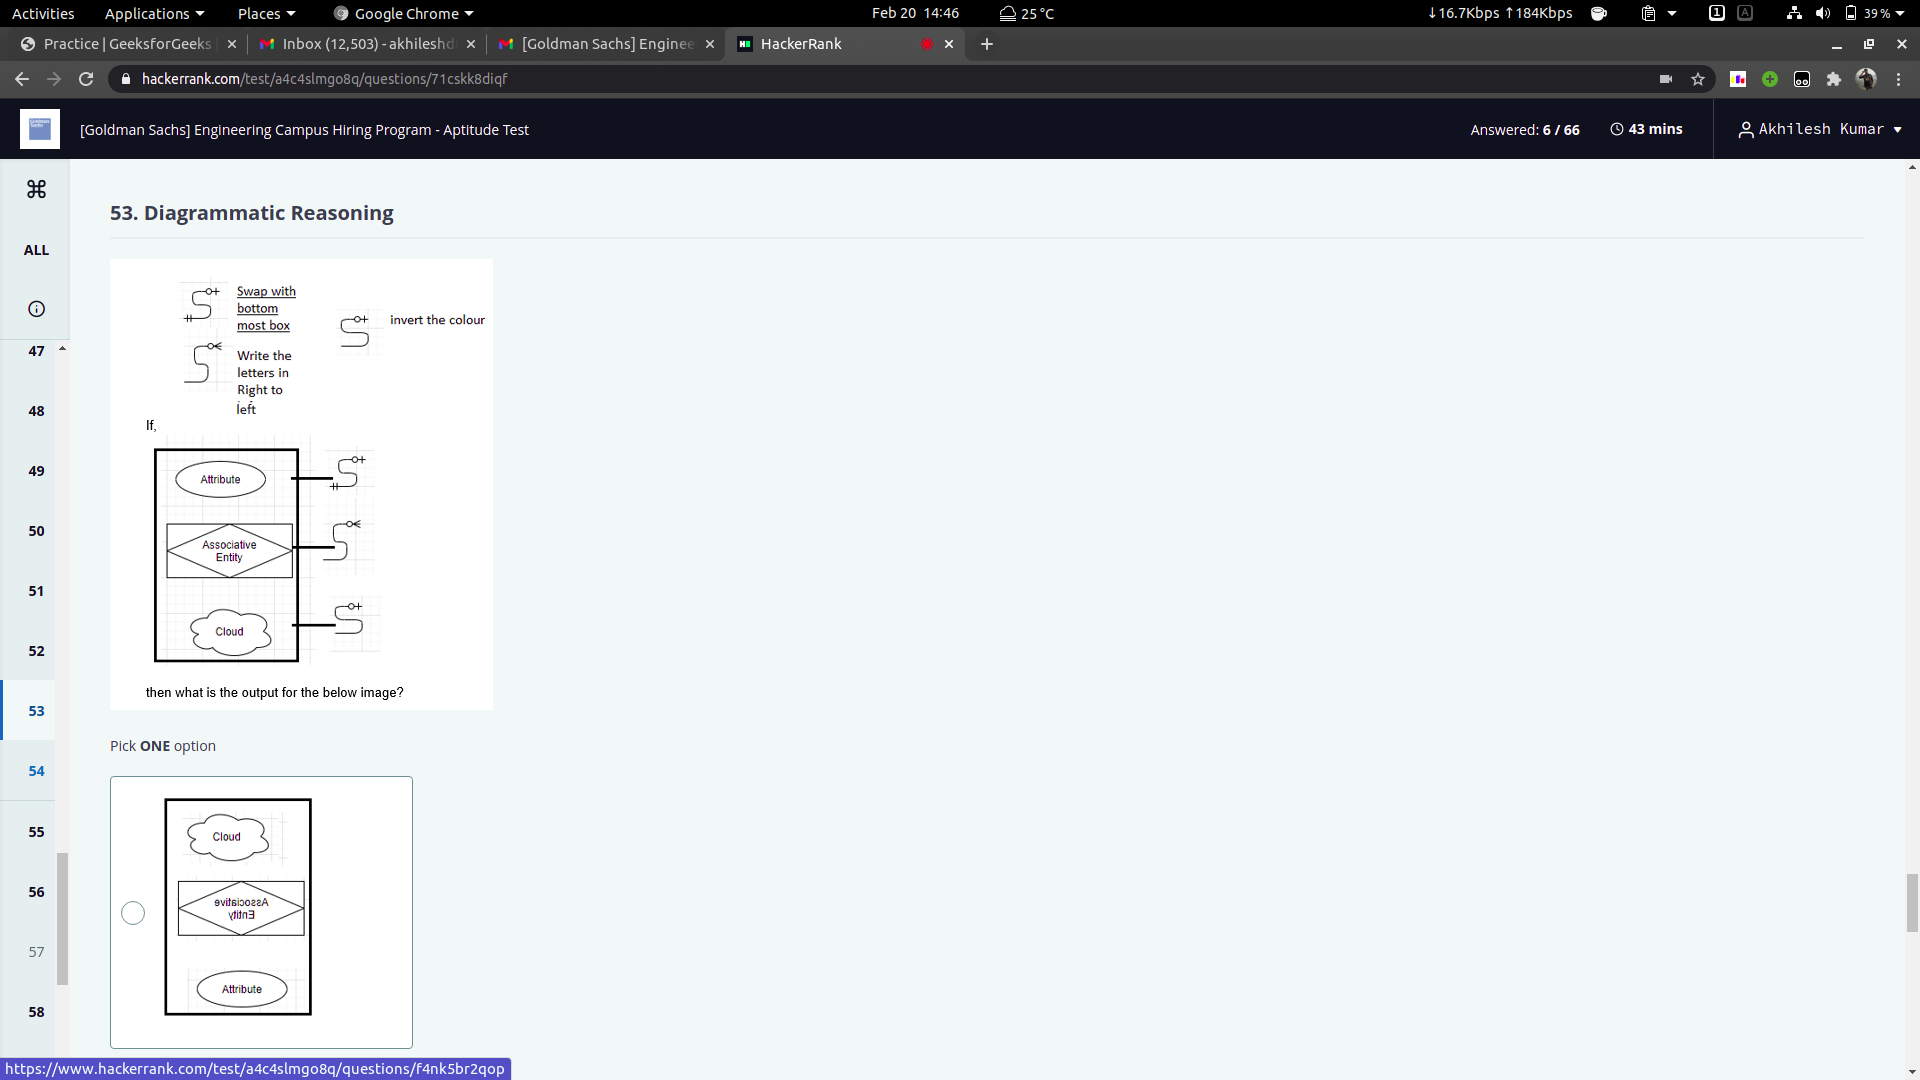 Activities Applications Places Google Chrome Feb 20 14:46 25 °C ↓16.7Kbps ↑184Kbps 1 A 39 %
Practice | GeeksforGeeks Inbox (12,503) - akhileshd [Goldman Sachs] Enginee HackerRank
hackerrank.com/test/a4c4slmgo8q/questions/71cskk8diqf
[Goldman Sachs] Engineering Campus Hiring Program - Aptitude Test Answered: 6 / 66 43 mins Akhilesh Kumar
ALL
47
48
49
50
51
52
53
54
55
56
57
58
53. Diagrammatic Reasoning
Swap with
bottom
most box
invert the colour
Write the
letters in
Right to
left
If,
Attribute
Associative
Entity
Cloud
then what is the output for the below image?
Pick ONE option
Cloud
Associative
Entity
Attribute
https://www.hackerrank.com/test/a4c4slmgo8q/questions/f4nk5br2qop